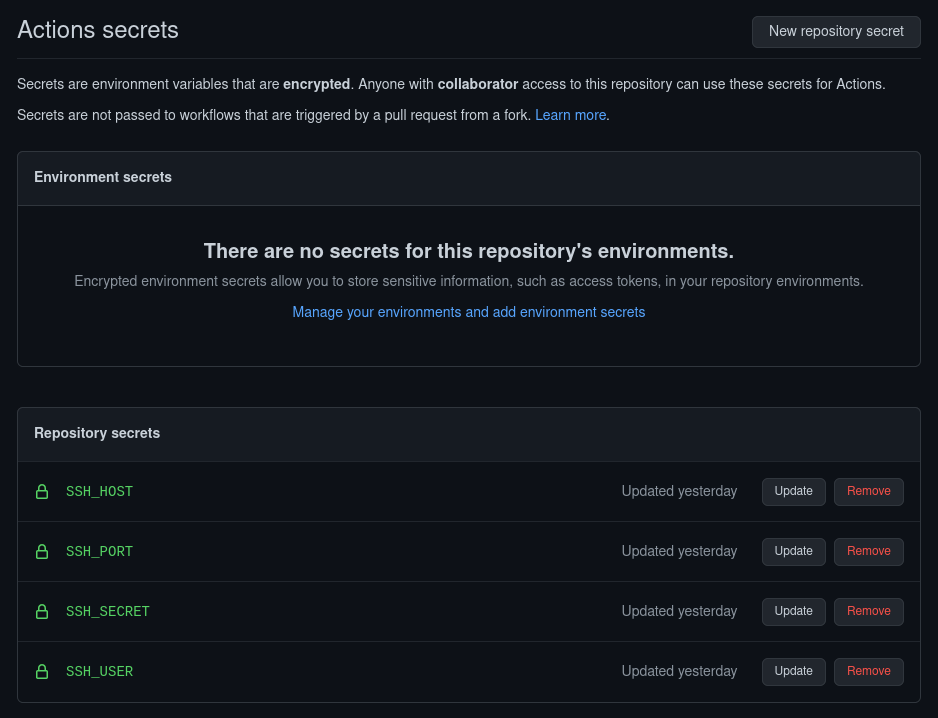 Actions secrets
New repository secret
Secrets are environment variables that are encrypted. Anyone with collaborator access to this repository can use these secrets for Actions.
Secrets are not passed to workflows that are triggered by a pull request from a fork. Learn more.
Environment secrets
There are no secrets for this repository's environments.
Encrypted environment secrets allow you to store sensitive information, such as access tokens, in your repository environments.
Manage your environments and add environment secrets
Repository secrets
SSH_HOST Updated yesterday Update Remove
SSH_PORT Updated yesterday Update Remove
SSH_SECRET Updated yesterday Update Remove
SSH_USER Updated yesterday Update Remove